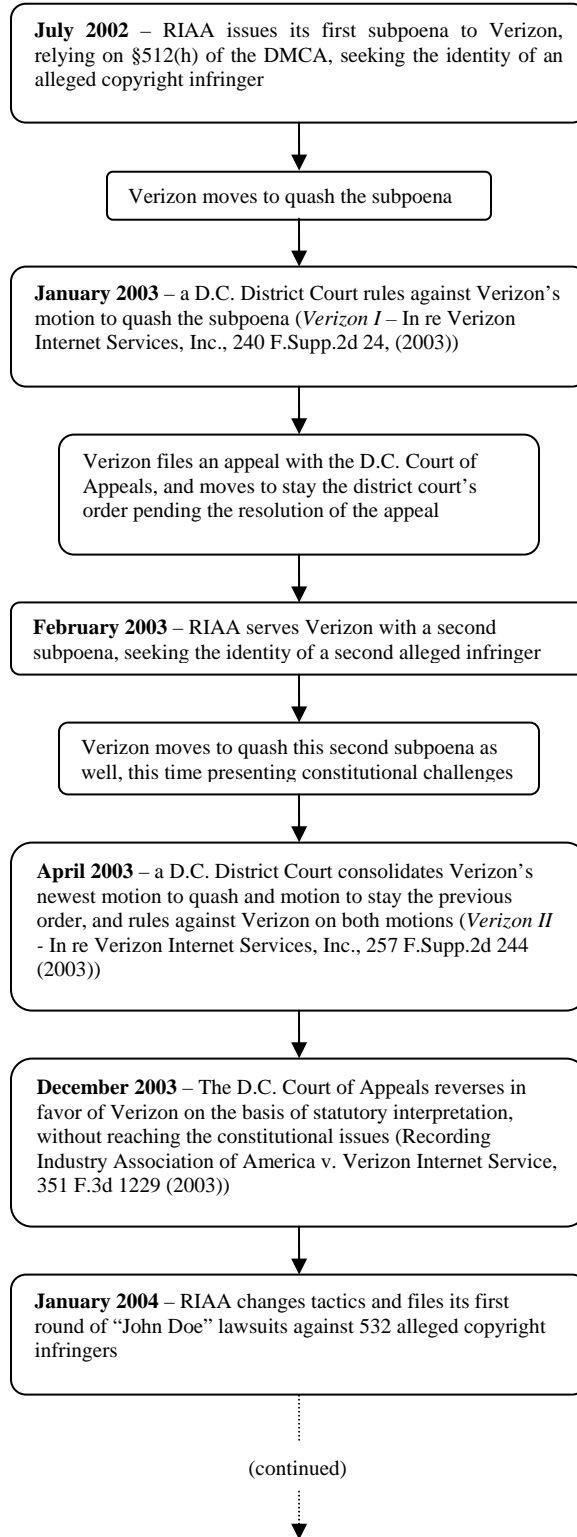 July 2002 – RIAA issues its first subpoena to Verizon,
relying on §512(h) of the DMCA, seeking the identity of an
alleged copyright infringer
Verizon moves to quash the subpoena
January 2003 – a D.C. District Court rules against Verizon’s
motion to quash the subpoena (Verizon I – In re Verizon
Internet Services, Inc., 240 F.Supp.2d 24, (2003))
Verizon files an appeal with the D.C. Court of
Appeals, and moves to stay the district court’s
order pending the resolution of the appeal
February 2003 – RIAA serves Verizon with a second
subpoena, seeking the identity of a second alleged infringer
Verizon moves to quash this second subpoena as
well, this time presenting constitutional challenges
April 2003 – a D.C. District Court consolidates Verizon’s
newest motion to quash and motion to stay the previous
order, and rules against Verizon on both motions (Verizon II
- In re Verizon Internet Services, Inc., 257 F.Supp.2d 244
(2003))
December 2003 – The D.C. Court of Appeals reverses in
favor of Verizon on the basis of statutory interpretation,
without reaching the constitutional issues (Recording
Industry Association of America v. Verizon Internet Service,
351 F.3d 1229 (2003))
January 2004 – RIAA changes tactics and files its first
round of “John Doe” lawsuits against 532 alleged copyright
infringers
(continued)